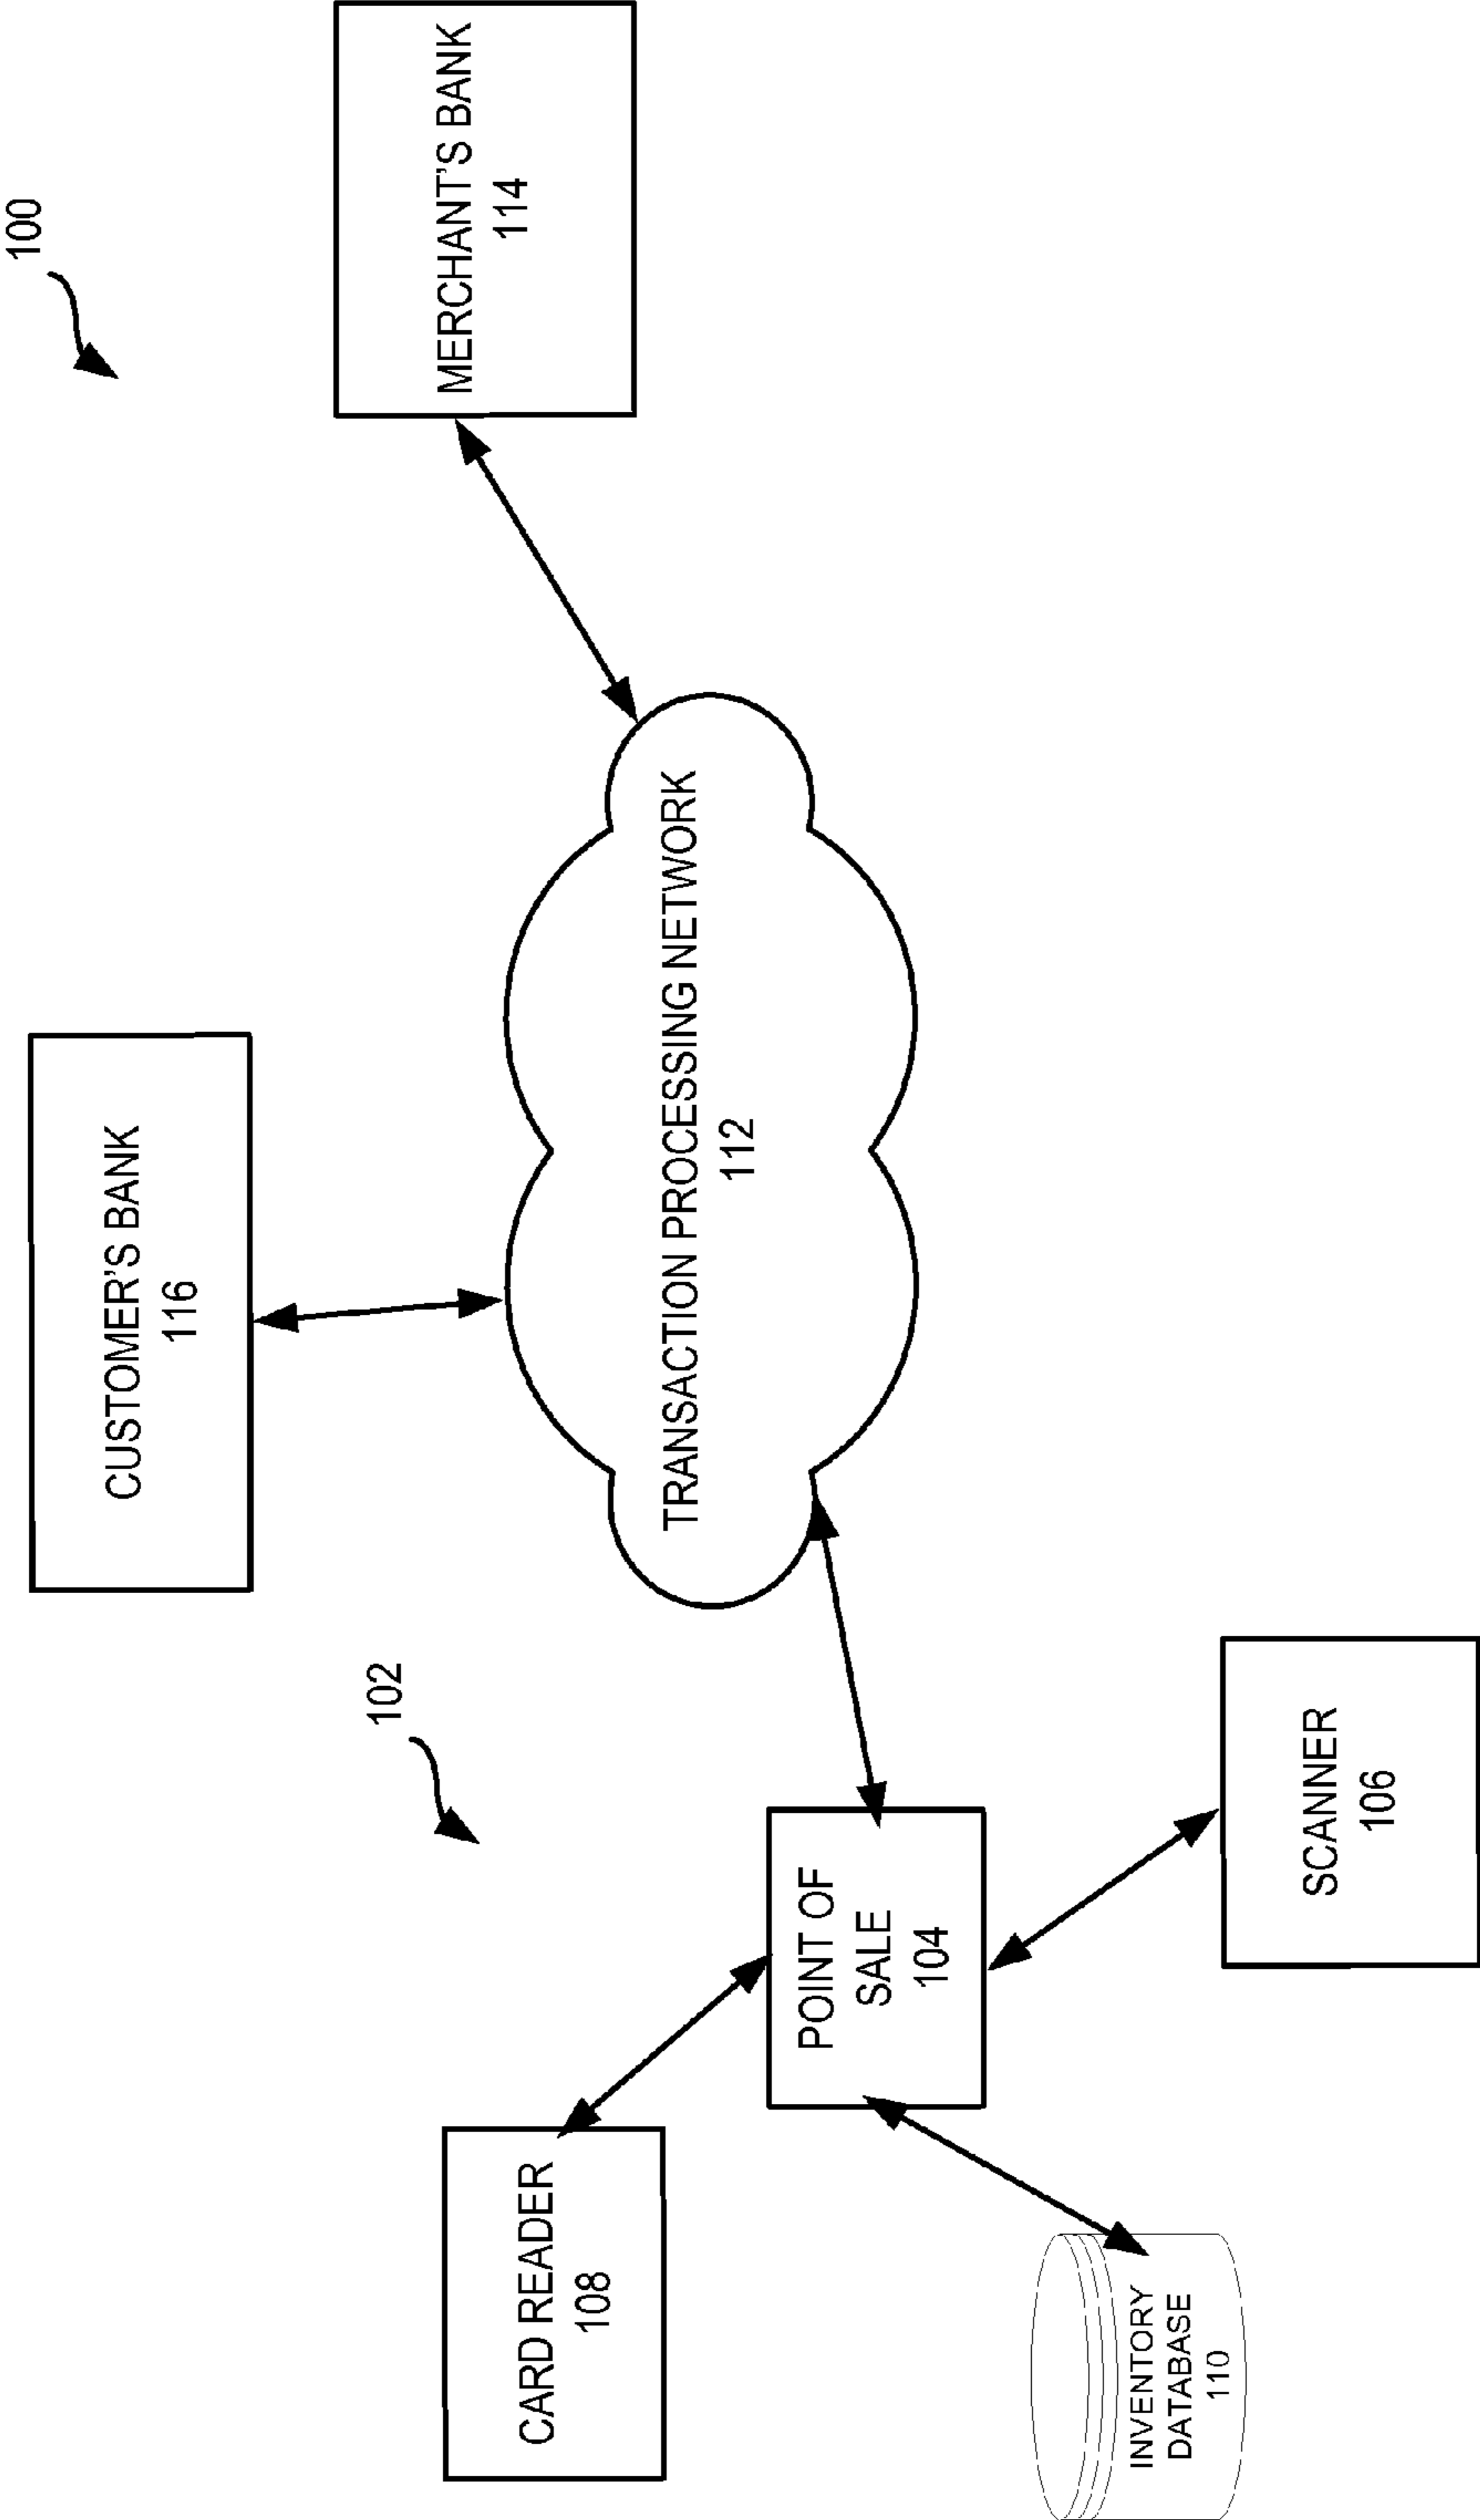 100
CUSTOMER'S BANK
116
MERCHANT'S BANK
114
102
TRANSACTION PROCESSING NETWORK
112
CARD READER
108
POINT OF
SALE
104
INVENTORY
DATABASE
110
SCANNER
106